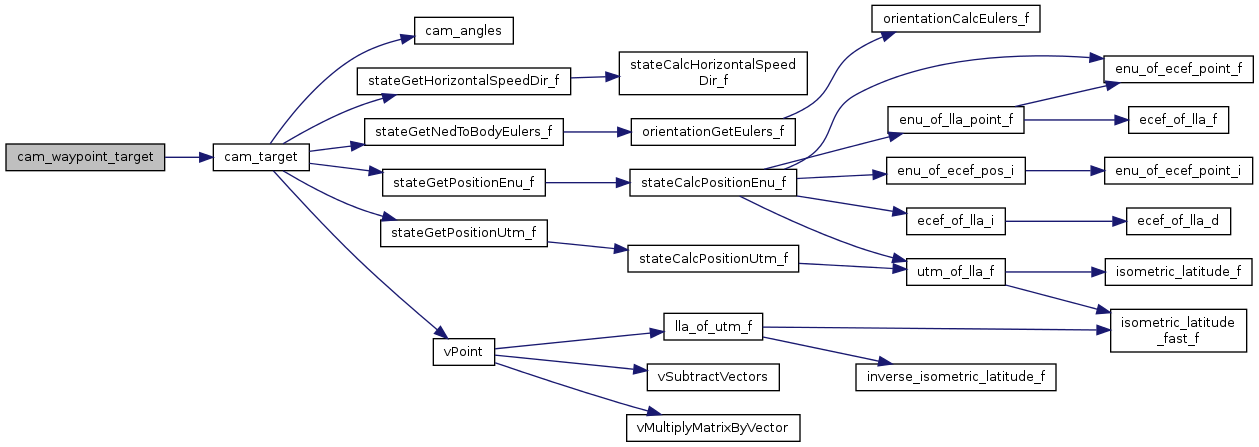 cam_waypoint_target
cam_target
cam_angles
stateGetHorizontalSpeedDir_f
stateCalcHorizontalSpeed
Dir_f
stateGetNedToBodyEulers_f
orientationGetEulers_f
orientationCalcEulers_f
stateGetPositionEnu_f
stateCalcPositionEnu_f
enu_of_ecef_point_f
enu_of_lla_point_f
ecef_of_lla_f
enu_of_ecef_pos_i
enu_of_ecef_point_i
ecef_of_lla_i
ecef_of_lla_d
stateGetPositionUtm_f
stateCalcPositionUtm_f
utm_of_lla_f
isometric_latitude_f
isometric_latitude
_fast_f
vPoint
lla_of_utm_f
inverse_isometric_latitude_f
vSubtractVectors
vMultiplyMatrixByVector